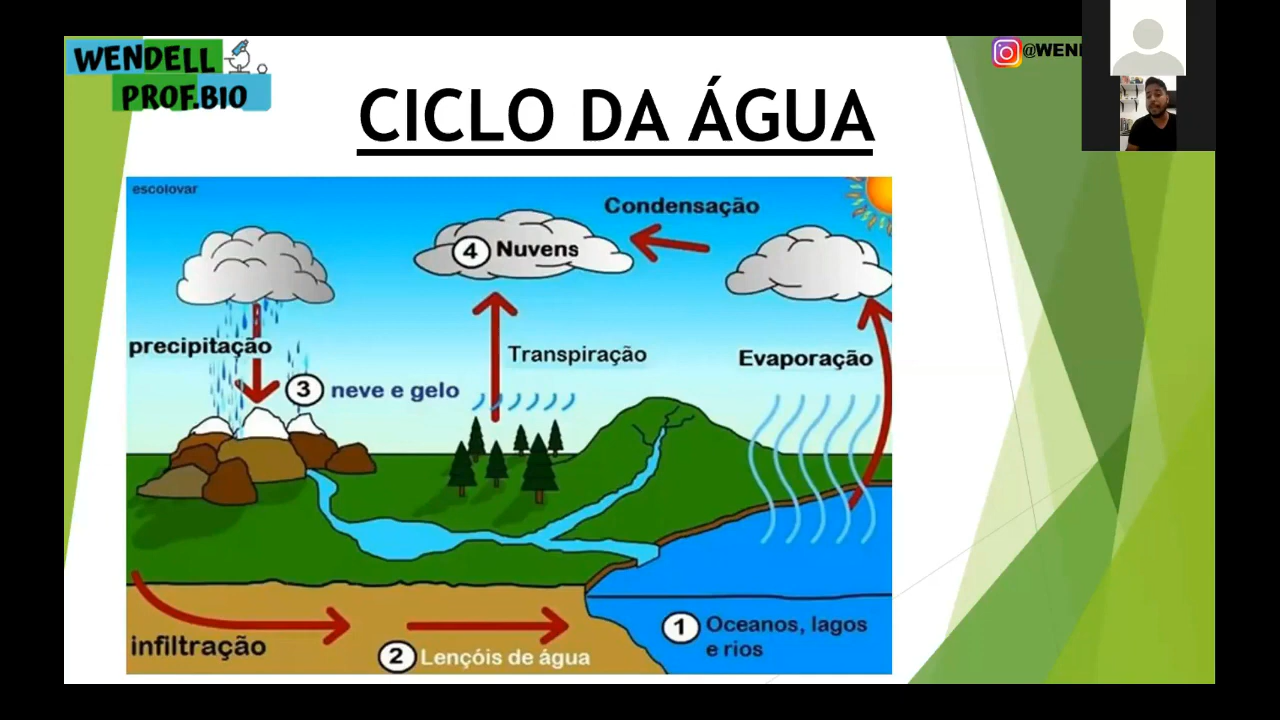 WENDELL
PROF.BIO
@WEN
CICLO DA ÁGUA
escolovar
Condensação
4 Nuvens
precipitação
Transpiração
Evaporação
3 neve e gelo
infiltração
2 Lençóis de água
1 Oceanos, lagos
e rios